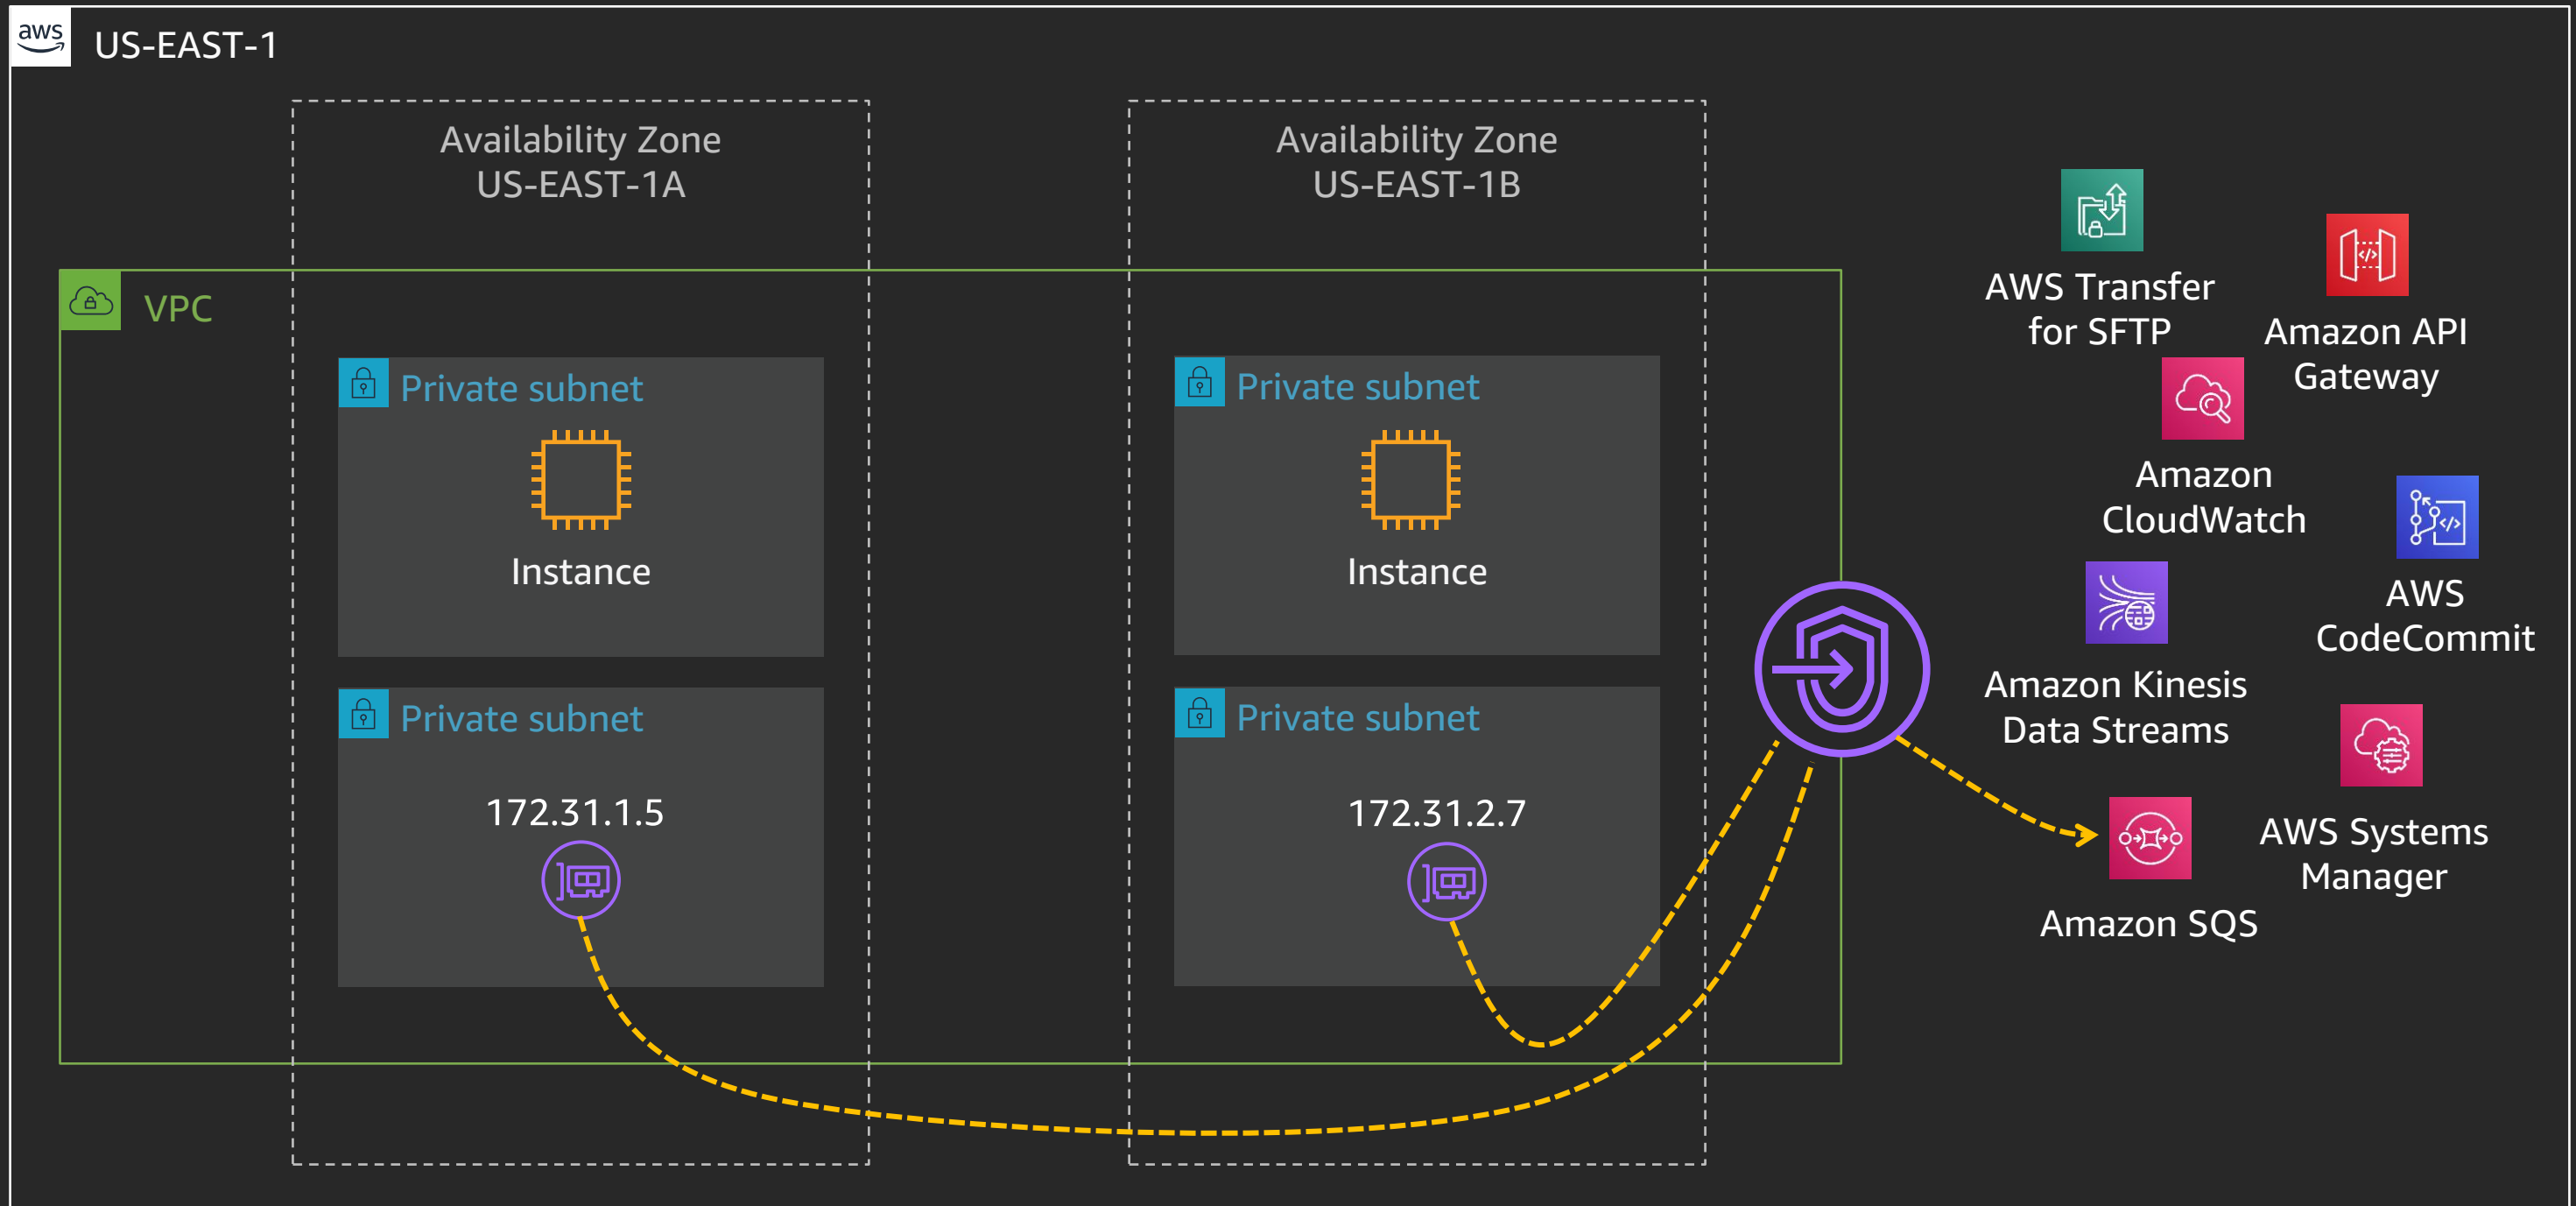 aws
US-EAST-1
Availability Zone
US-EAST-1A
Availability Zone
US-EAST-1B
VPC
Private subnet
Instance
Private subnet
Instance
Private subnet
172.31.1.5
Private subnet
172.31.2.7
AWS Transfer
for SFTP
Amazon API
Gateway
Amazon
CloudWatch
AWS
CodeCommit
Amazon Kinesis
Data Streams
AWS Systems
Manager
Amazon SQS